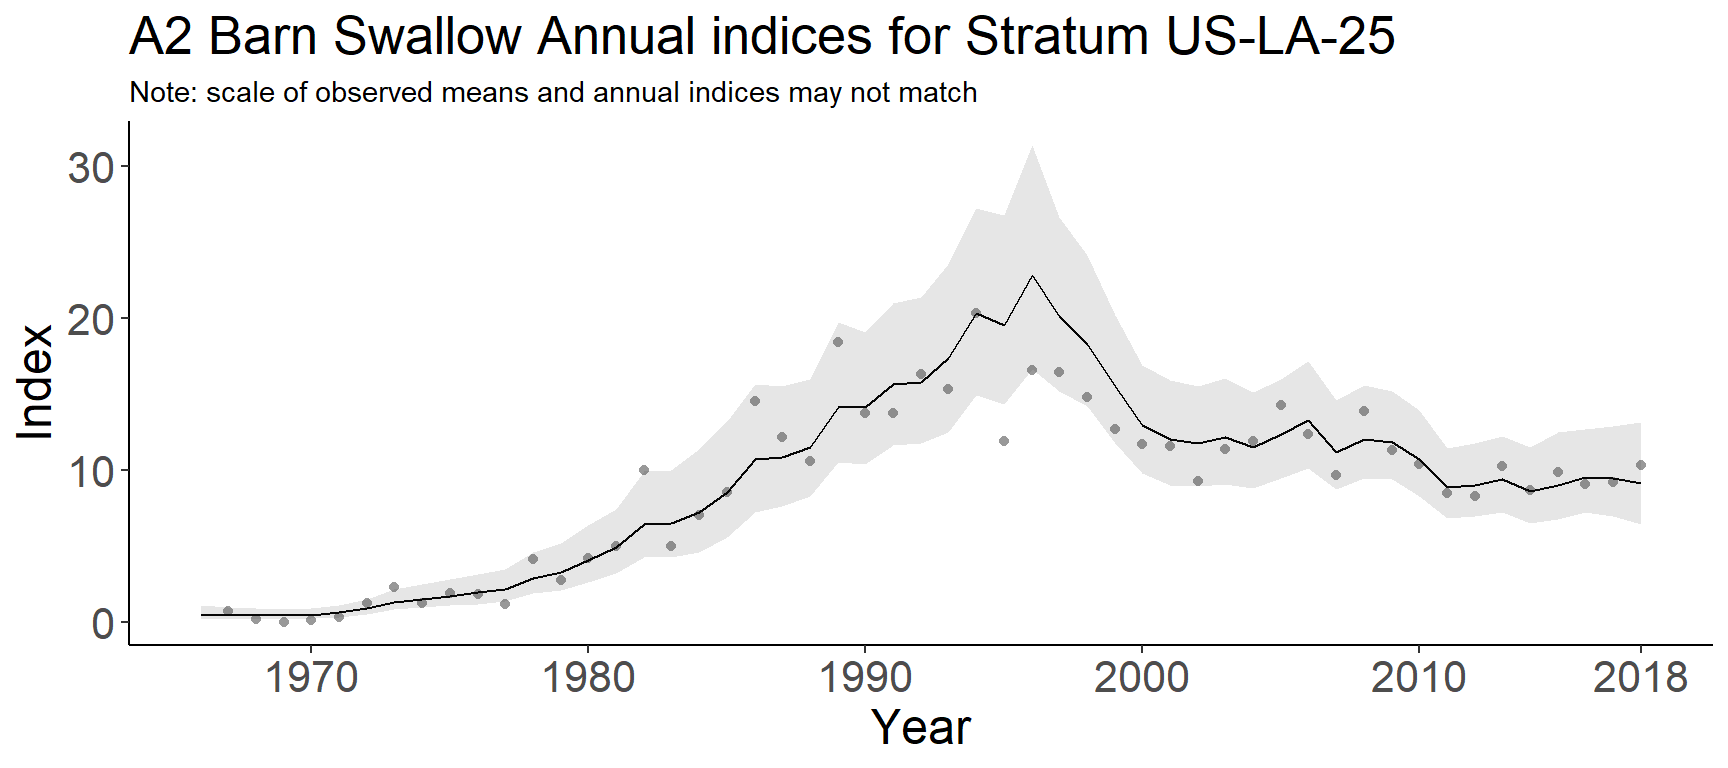 A2 Barn Swallow Annual indices for Stratum US-LA-25
Note: scale of observed means and annual indices may not match
30
20
10
0
Index
1970 1980 1990 2000 2010 2018
Year